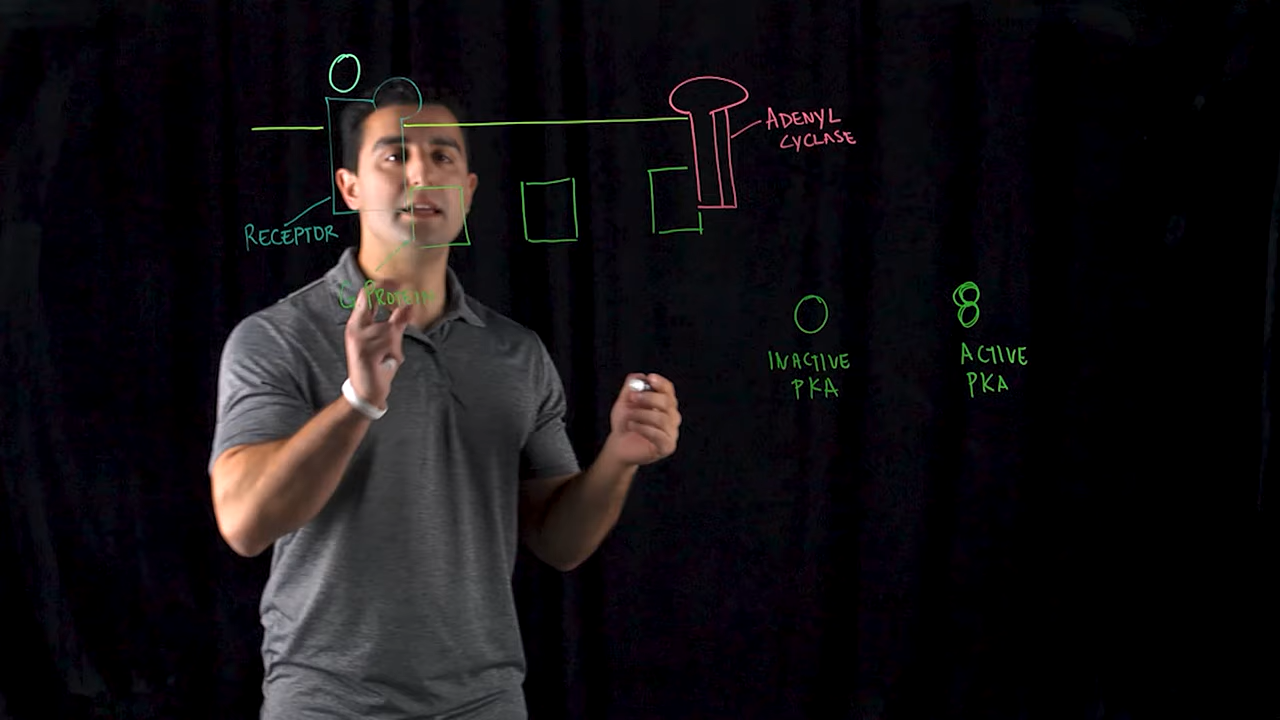 ADENYL
CYCLASE
RECEPTOR
G PROTEIN
INACTIVE
PKA
ACTIVE
PKA